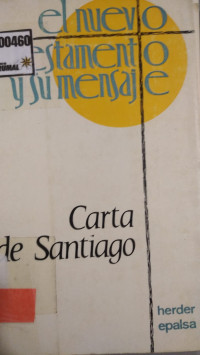 el nuevo
00460
estamento
y su mensaje
Carta
de Santiago
herder
epalsa